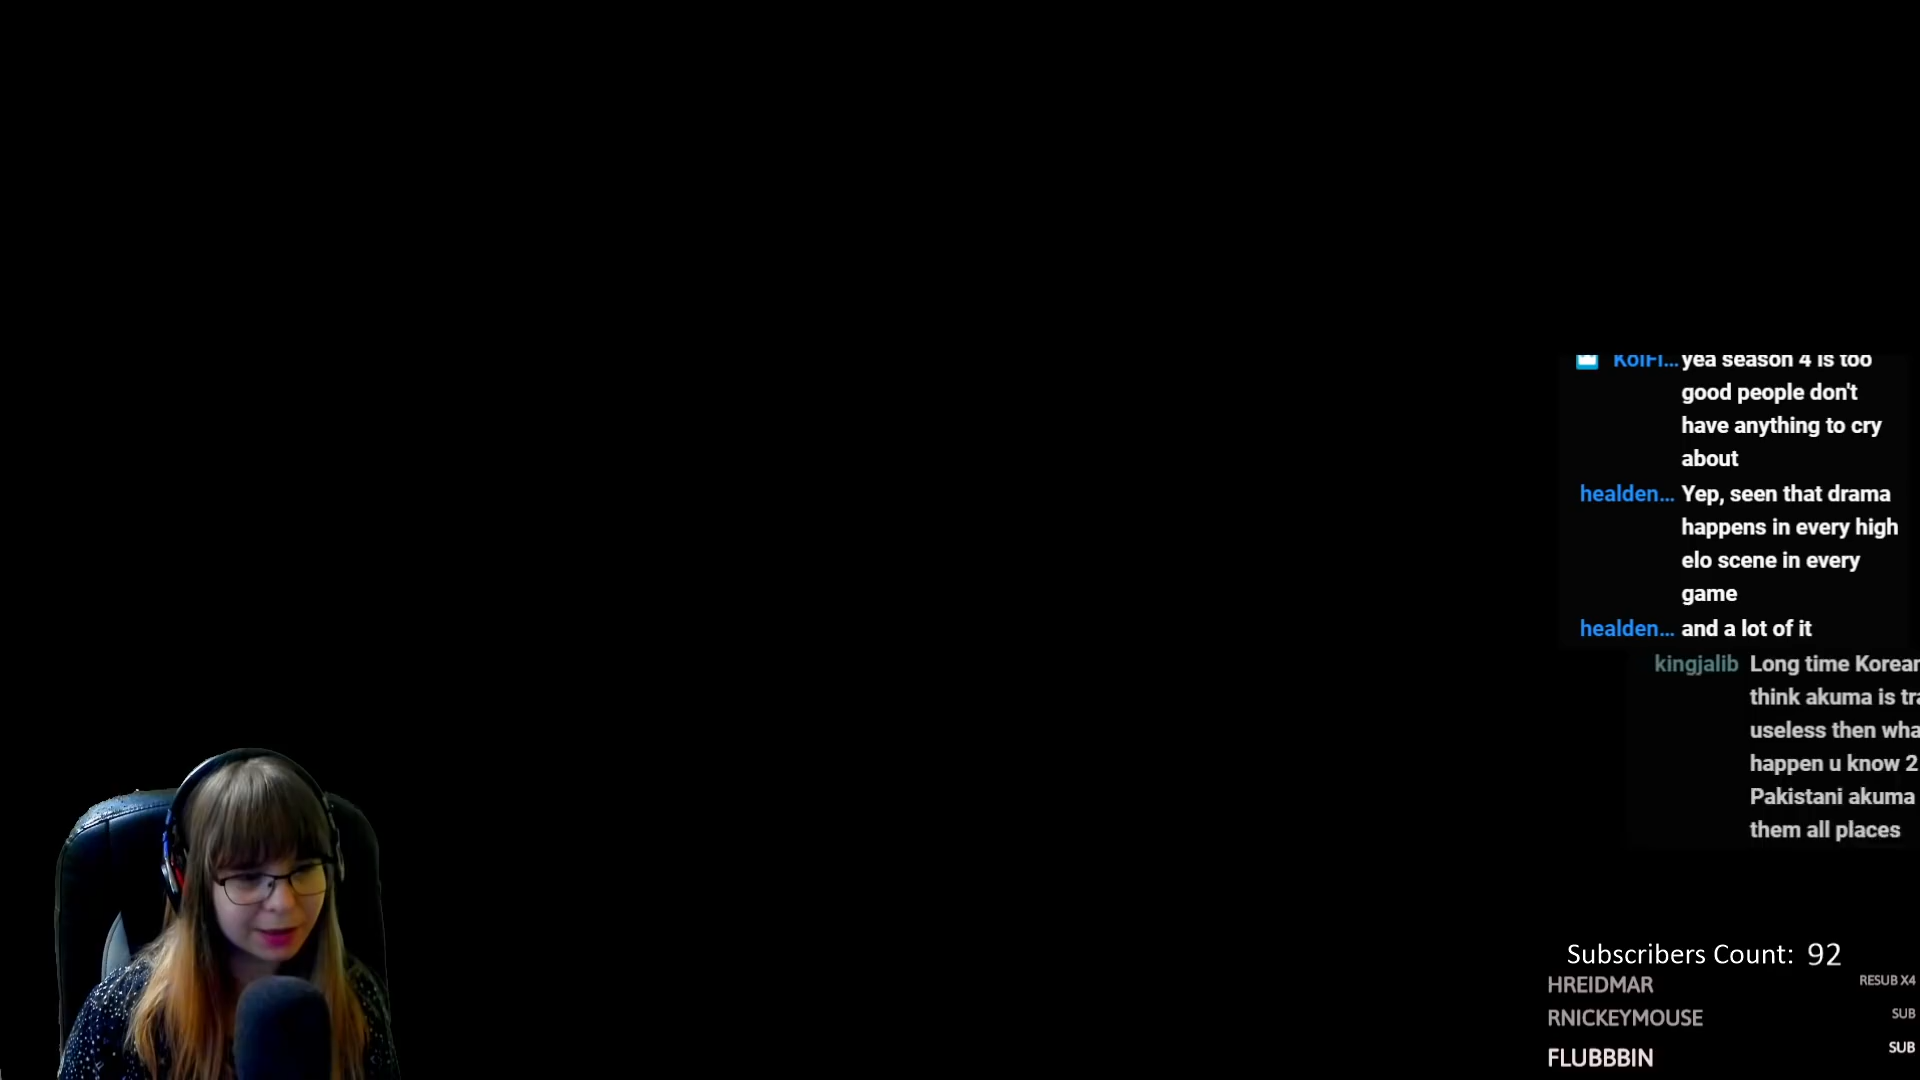 KoiFi... yea season 4 is too
good people don't
have anything to cry
about
healden... Yep, seen that drama
happens in every high
elo scene in every
game
healden... and a lot of it
kingjalib Long time Korean
think akuma is tra
useless then wha
happen u know 2
Pakistani akuma
them all places
Subscribers Count: 92
HREIDMAR RESUB X4
RNICKEYMOUSE SUB
FLUBBBIN SUB